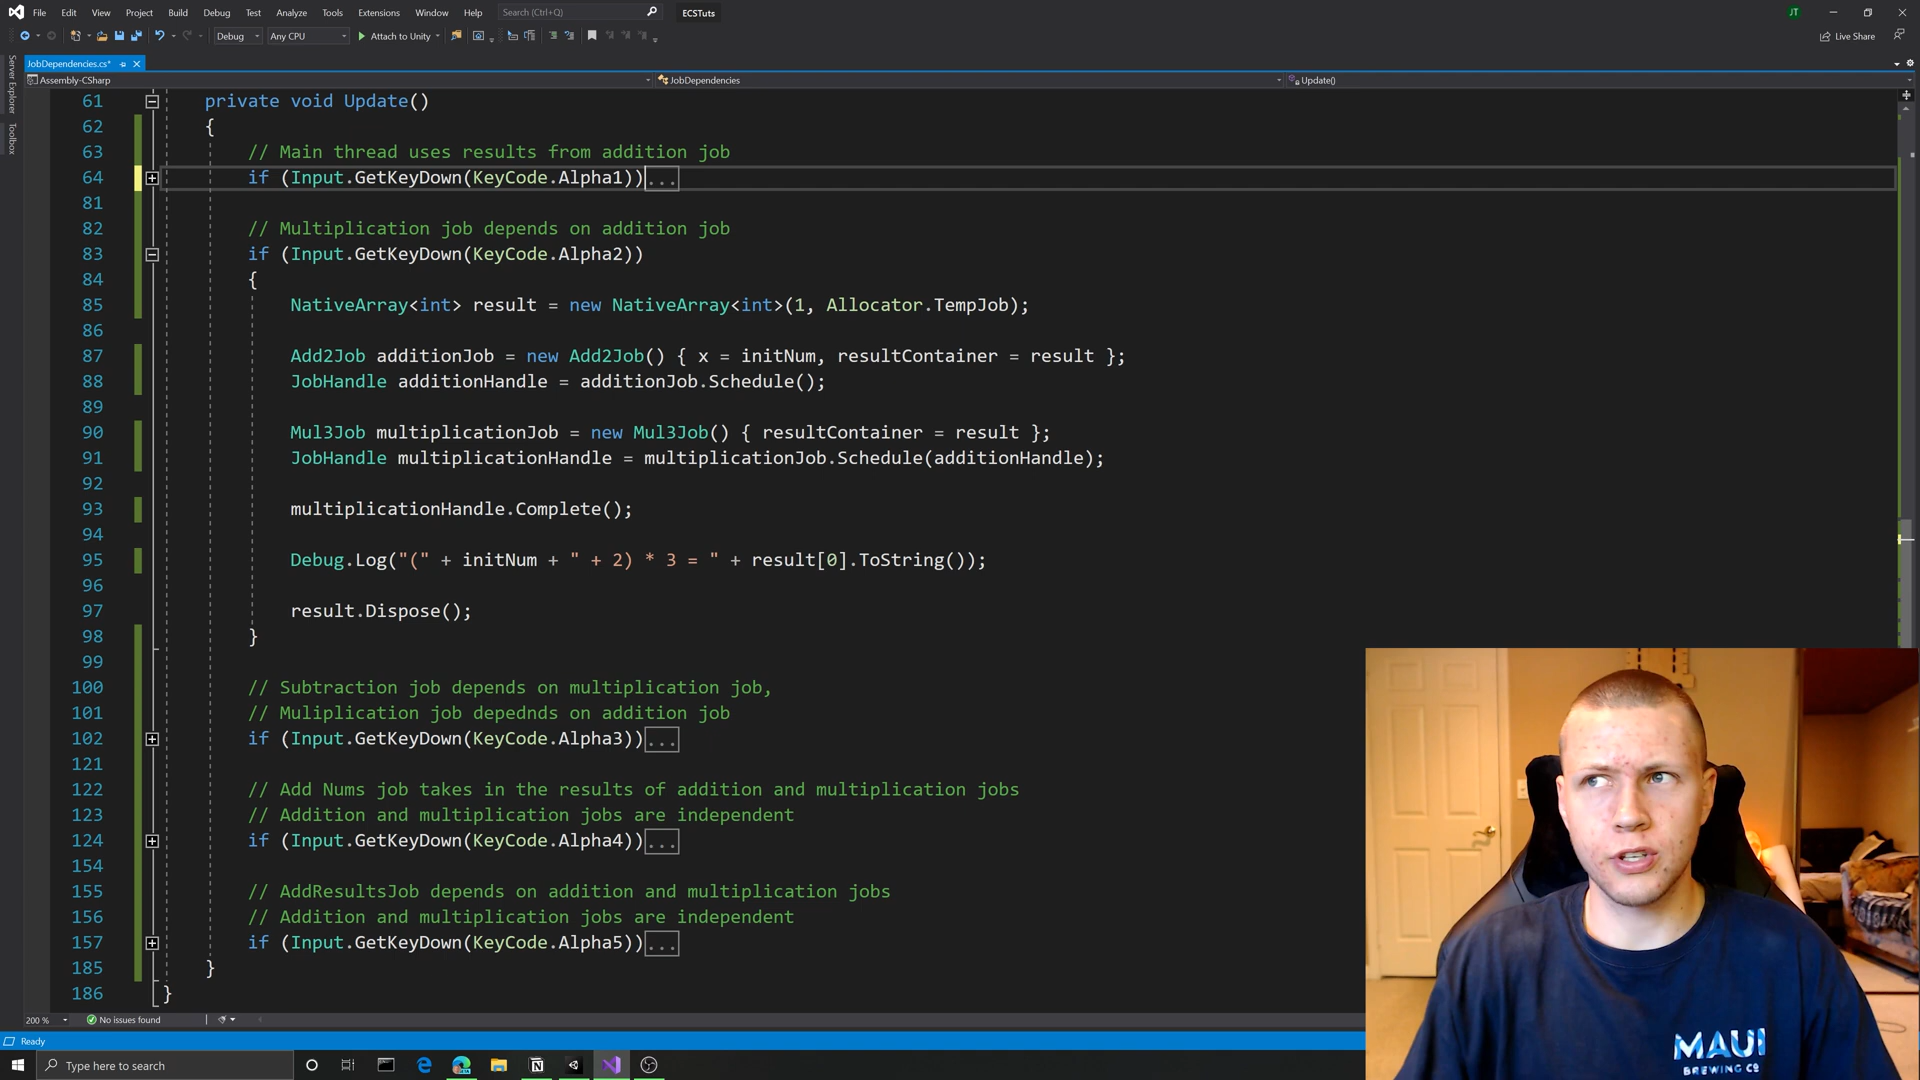 File Edit View Project Build Debug Test Analyze Tools Extensions Window Help Search (Ctrl+Q) ECSTuts JT
Debug Any CPU Attach to Unity Live Share
JobDependencies.cs*
Assembly-CSharp JobDependencies Update()
Server Explorer
Toolbox
61 private void Update()
62 {
63 // Main thread uses results from addition job
64 if (Input.GetKeyDown(KeyCode.Alpha1))...
81
82 // Multiplication job depends on addition job
83 if (Input.GetKeyDown(KeyCode.Alpha2))
84 {
85 NativeArray<int> result = new NativeArray<int>(1, Allocator.TempJob);
86
87 Add2Job additionJob = new Add2Job() { x = initNum, resultContainer = result };
88 JobHandle additionHandle = additionJob.Schedule();
89
90 Mul3Job multiplicationJob = new Mul3Job() { resultContainer = result };
91 JobHandle multiplicationHandle = multiplicationJob.Schedule(additionHandle);
92
93 multiplicationHandle.Complete();
94
95 Debug.Log("(" + initNum + " + 2) * 3 = " + result[0].ToString());
96
97 result.Dispose();
98 }
99
100 // Subtraction job depends on multiplication job,
101 // Muliplication job depednds on addition job
102 if (Input.GetKeyDown(KeyCode.Alpha3))...
121
122 // Add Nums job takes in the results of addition and multiplication jobs
123 // Addition and multiplication jobs are independent
124 if (Input.GetKeyDown(KeyCode.Alpha4))...
154
155 // AddResultsJob depends on addition and multiplication jobs
156 // Addition and multiplication jobs are independent
157 if (Input.GetKeyDown(KeyCode.Alpha5))...
185 }
186 }
200 % No issues found
Ready
Type here to search
MAUI
BREWING CO